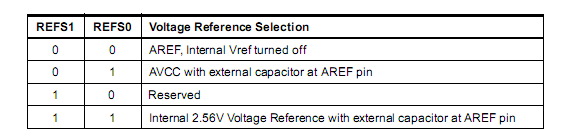 REFS1 REFS0 Voltage Reference Selection
0 0 AREF, Internal Vref turned off
0 1 AVCC with external capacitor at AREF pin
1 0 Reserved
1 1 Internal 2.56V Voltage Reference with external capacitor at AREF pin